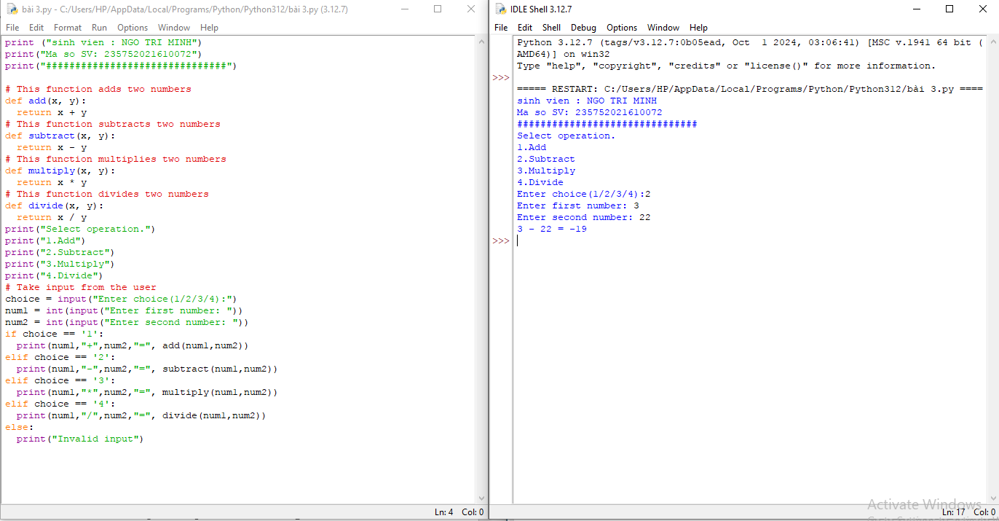 bài 3.py - C:/Users/HP/AppData/Local/Programs/Python/Python312/bài 3.py (3.12.7)
File Edit Format Run Options Window Help
print ("sinh vien : NGO TRI MINH")
print("Ma so SV: 235752021610072")
print("###############################")
# This function adds two numbers
def add(x, y):
  return x + y
# This function subtracts two numbers
def subtract(x, y):
  return x - y
# This function multiplies two numbers
def multiply(x, y):
  return x * y
# This function divides two numbers
def divide(x, y):
  return x / y
print("Select operation.")
print("1.Add")
print("2.Subtract")
print("3.Multiply")
print("4.Divide")
# Take input from the user
choice = input("Enter choice(1/2/3/4):")
num1 = int(input("Enter first number: "))
num2 = int(input("Enter second number: "))
if choice == '1':
  print(num1,"+",num2,"=", add(num1,num2))
elif choice == '2':
  print(num1,"-",num2,"=", subtract(num1,num2))
elif choice == '3':
  print(num1,"*",num2,"=", multiply(num1,num2))
elif choice == '4':
  print(num1,"/",num2,"=", divide(num1,num2))
else:
  print("Invalid input")
Ln: 4 Col: 0
IDLE Shell 3.12.7
File Edit Shell Debug Options Window Help
Python 3.12.7 (tags/v3.12.7:0b05ead, Oct  1 2024, 03:06:41) [MSC v.1941 64 bit (
AMD64)] on win32
Type "help", "copyright", "credits" or "license()" for more information.
>>>
===== RESTART: C:/Users/HP/AppData/Local/Programs/Python/Python312/bài 3.py ====
sinh vien : NGO TRI MINH
Ma so SV: 235752021610072
###############################
Select operation.
1.Add
2.Subtract
3.Multiply
4.Divide
Enter choice(1/2/3/4):2
Enter first number: 3
Enter second number: 22
3 - 22 = -19
>>>
Activate Windows
Ln: 17 Col: 0